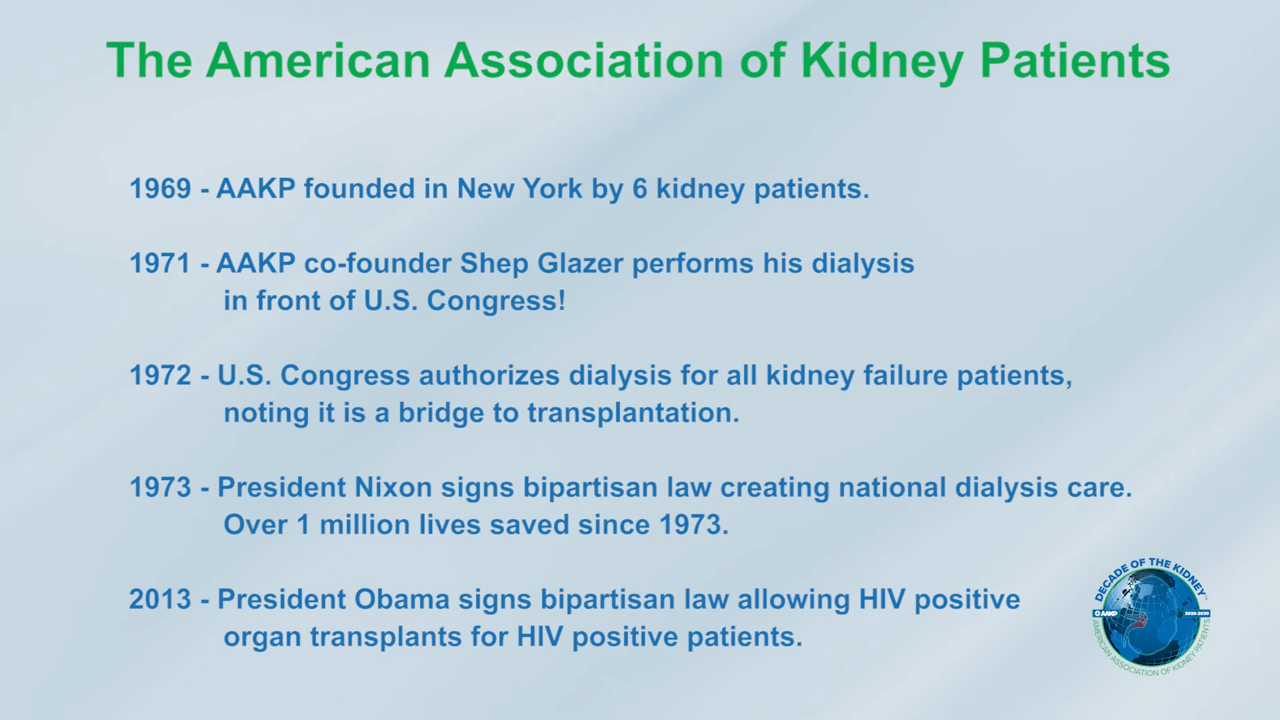 The American Association of Kidney Patients
1969 - AAKP founded in New York by 6 kidney patients.
1971 - AAKP co-founder Shep Glazer performs his dialysis
in front of U.S. Congress!
1972 - U.S. Congress authorizes dialysis for all kidney failure patients,
noting it is a bridge to transplantation.
1973 - President Nixon signs bipartisan law creating national dialysis care.
Over 1 million lives saved since 1973.
2013 - President Obama signs bipartisan law allowing HIV positive
organ transplants for HIV positive patients.
DECADE OF THE KIDNEY
AAKP
2020-2030
AMERICAN ASSOCIATION OF KIDNEY PATIENTS